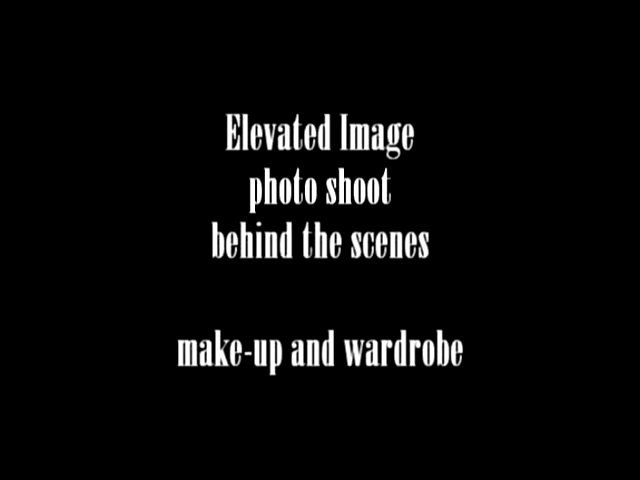 Elevated Image
photo shoot
behind the scenes
make-up and wardrobe